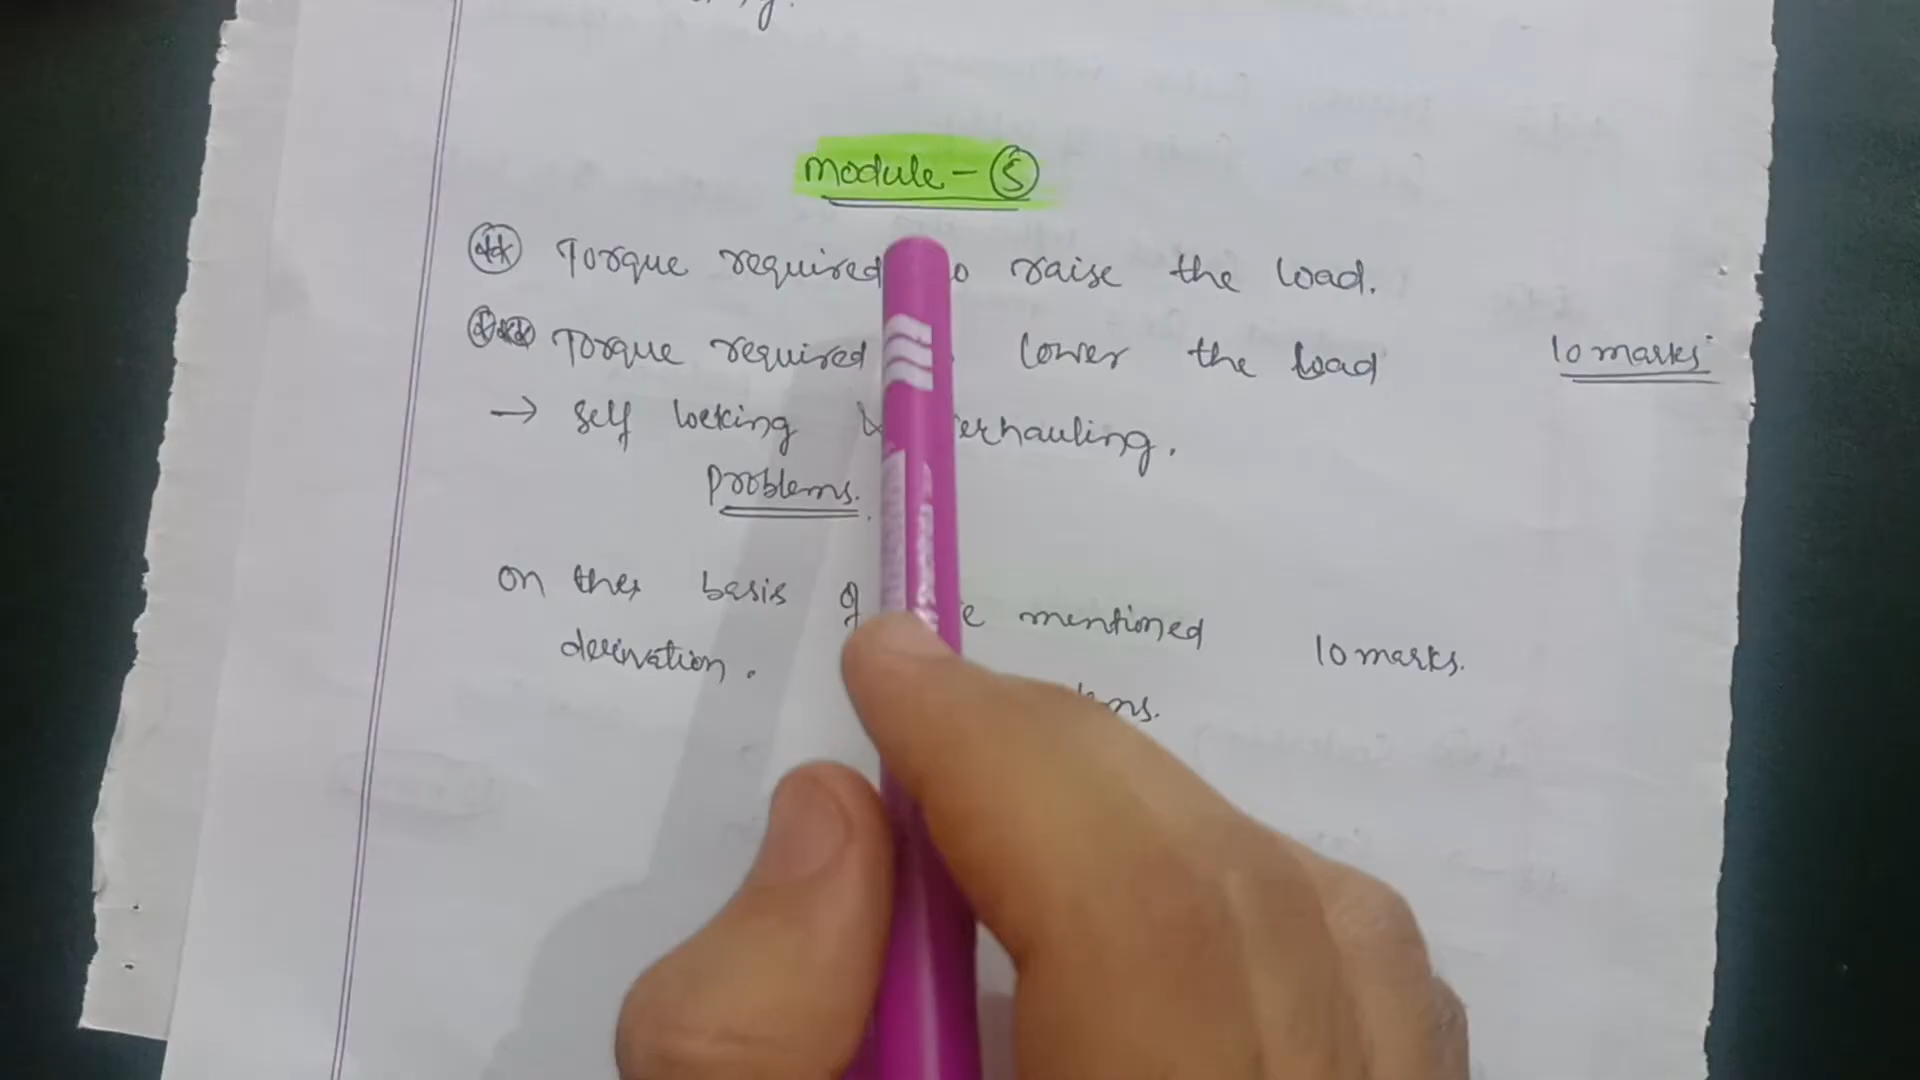 Module - 5
** Torque required o raise the load.
*** Torque required lower the load 10 marks
→ Self locking & erhauling.
Problems.
on the basis of e mentioned 10 marks.
derivation. ms.